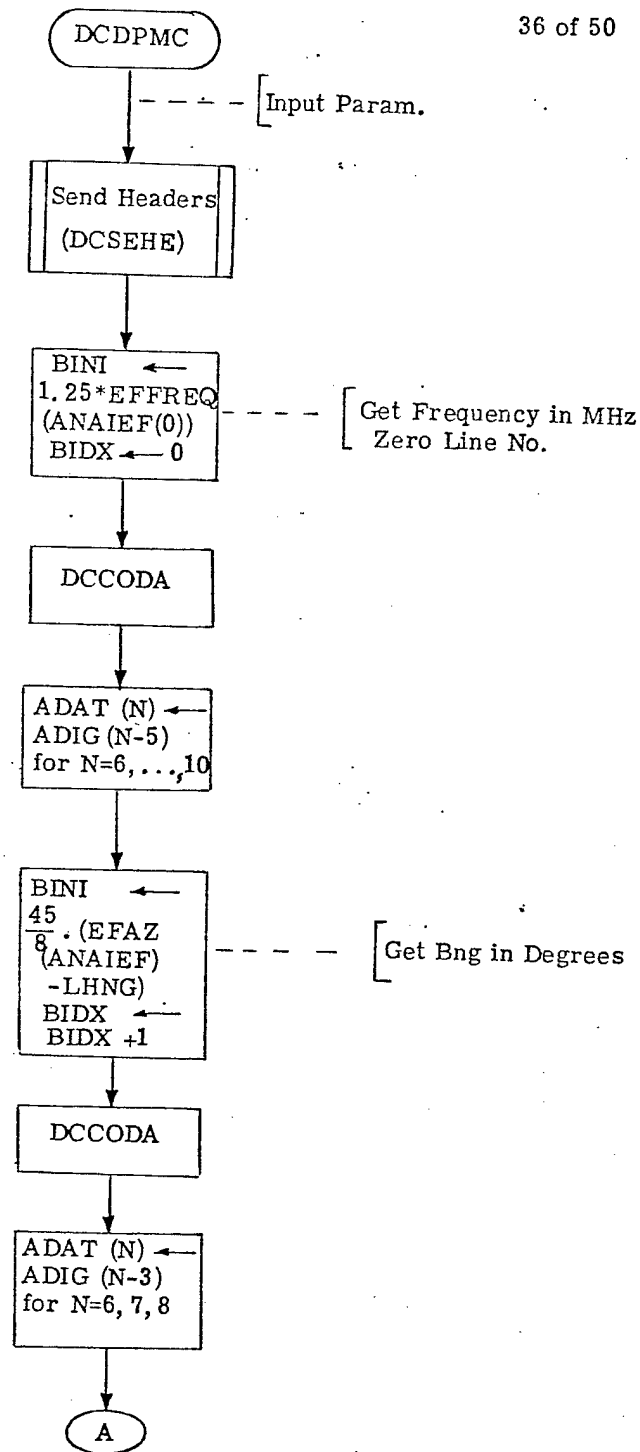 36 of 50
DCDPMC
[Input Param.
Send Headers
(DCSEHE)
BINI ←
1.25*EFFREQ
(ANAIEF(0))
BIDX ← 0
[Get Frequency in MHz
Zero Line No.
DCCODA
ADAT (N) ←
ADIG (N-5)
for N=6, ..., 10
BINI ←
45
8 . (EFAZ
(ANAIEF)
-LHNG)
BIDX ←
BIDX +1
[Get Bng in Degrees
DCCODA
ADAT (N) ←
ADIG (N-3)
for N=6, 7, 8
A